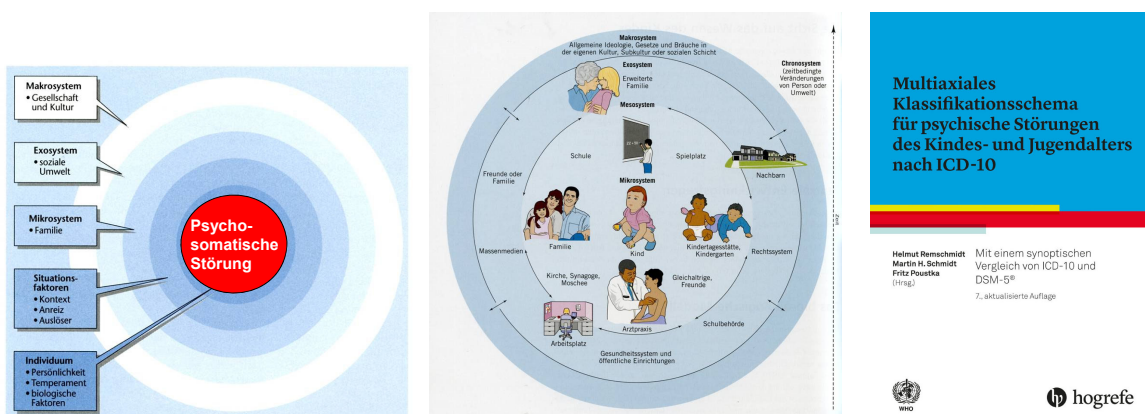 Makrosystem
• Gesellschaft
und Kultur
Exosystem
• soziale
Umwelt
Mikrosystem
• Familie
Situations-
faktoren
• Kontext
• Anreiz
• Auslöser
Individuum
• Persönlichkeit
• Temperament
• biologische
Faktoren
Psycho-
somatische
Störung
Makrosystem
Allgemeine Ideologie, Gesetze und Bräuche in
der eigenen Kultur, Subkultur oder sozialen Schicht
Exosystem
Erweiterte
Familie
Chronosystem
(zeitbedingte
Veränderungen
von Person oder
Umwelt)
Mesosystem
Schule
Spielplatz
Freunde oder
Familie
Nachbarn
Mikrosystem
Familie
Kind
Kindertagesstätte,
Kindergarten
Massenmedien
Rechtssystem
Kirche, Synagoge,
Moschee
Gleichaltrige,
Freunde
Arztpraxis
Schulbehörde
Arbeitsplatz
Gesundheitssystem und
öffentliche Einrichtungen
Zeit
Multiaxiales
Klassifikationsschema
für psychische Störungen
des Kindes- und Jugendalters
nach ICD-10
Helmut Remschmidt
Martin H. Schmidt
Fritz Poustka
(Hrsg.)
Mit einem synoptischen
Vergleich von ICD-10 und
DSM-5®
7., aktualisierte Auflage
WHO
hogrefe